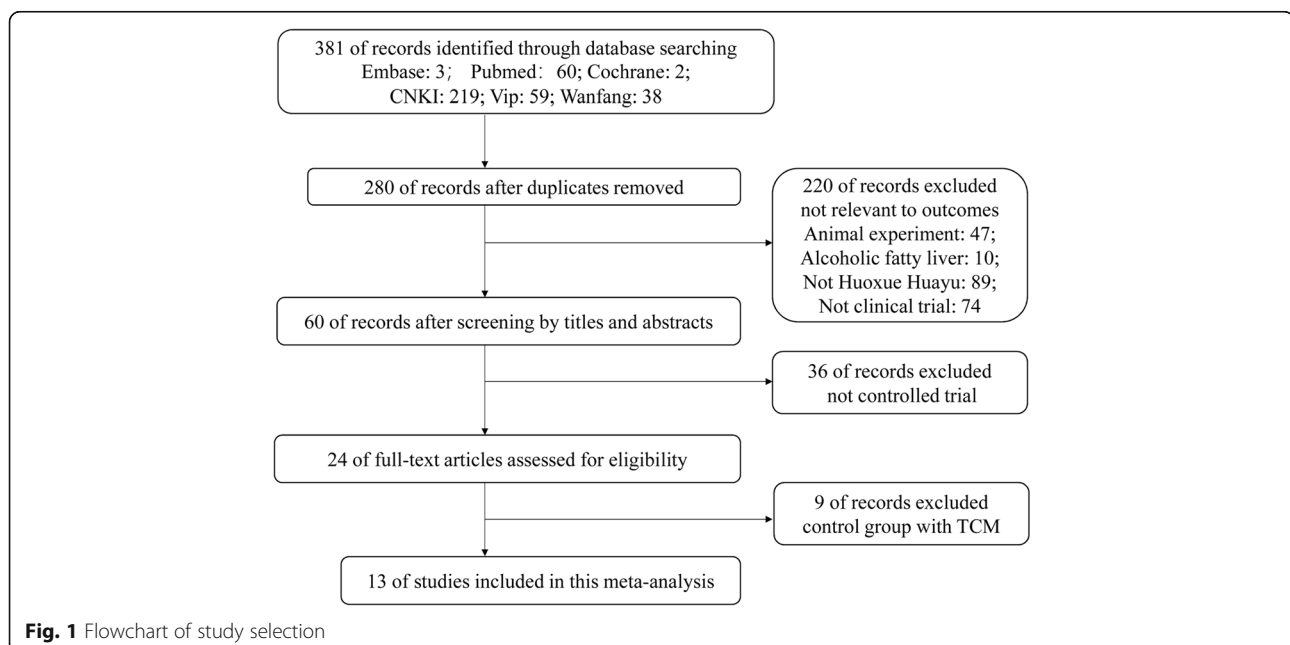 381 of records identified through database searching
Embase: 3； Pubmed： 60; Cochrane: 2;
CNKI: 219; Vip: 59; Wanfang: 38
280 of records after duplicates removed
220 of records excluded
not relevant to outcomes
Animal experiment: 47;
Alcoholic fatty liver: 10;
Not Huoxue Huayu: 89;
Not clinical trial: 74
60 of records after screening by titles and abstracts
36 of records excluded
not controlled trial
24 of full-text articles assessed for eligibility
9 of records excluded
control group with TCM
13 of studies included in this meta-analysis
Fig. 1 Flowchart of study selection